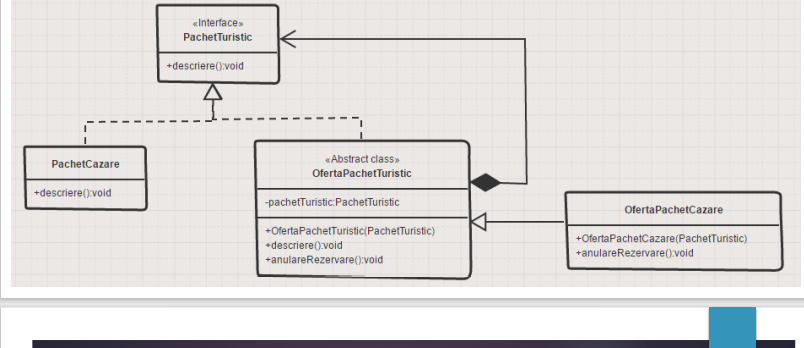 «Interface»
PachetTuristic
+descriere():void
PachetCazare
+descriere():void
«Abstract class»
OfertaPachetTuristic
-pachetTuristic:PachetTuristic
+OfertaPachetTuristic(PachetTuristic)
+descriere():void
+anulareRezervare():void
OfertaPachetCazare
+OfertaPachetCazare(PachetTuristic)
+anulareRezervare():void